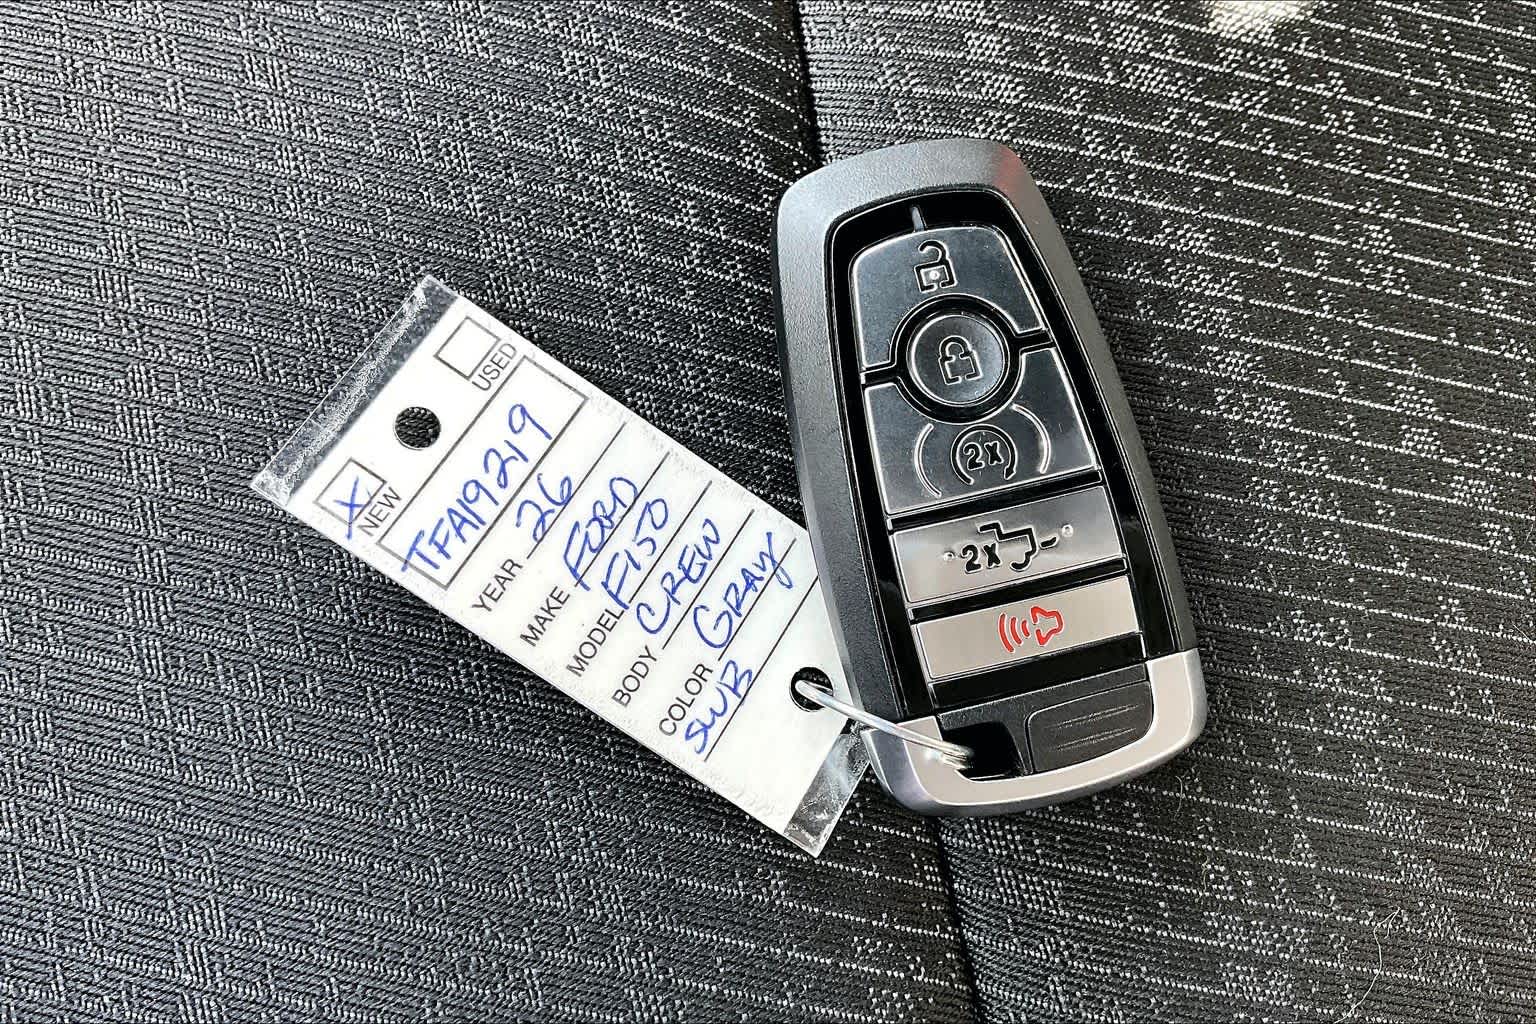 USED
X NEW
TFA19219
YEAR 26
MAKE FORD
MODEL F150
BODY CREW
COLOR GRAY
SWB
2x
2x